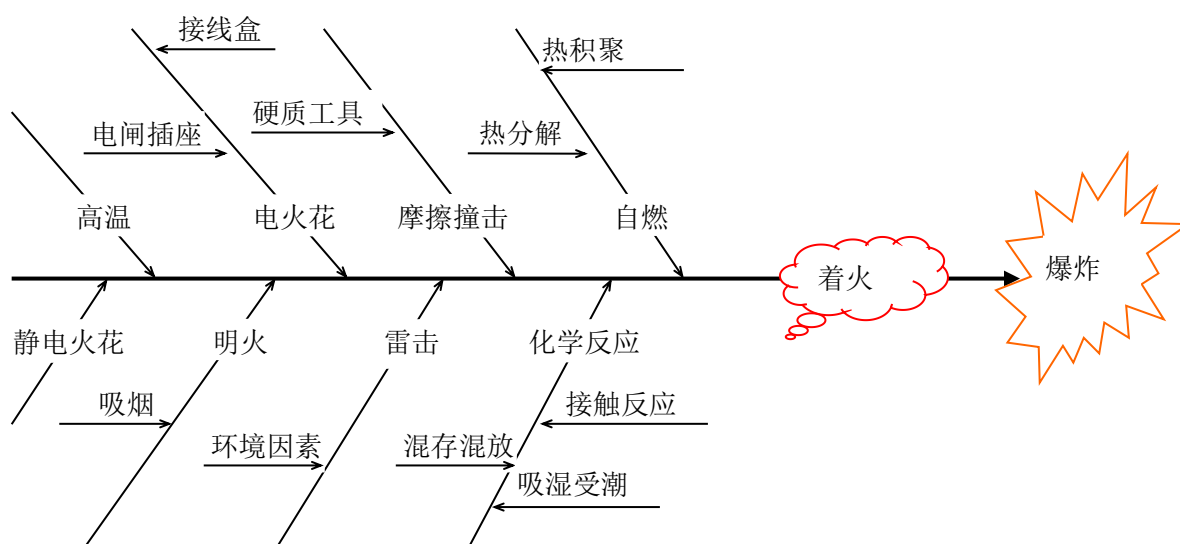 接线盒
热积聚
硬质工具
电闸插座
热分解
高温
电火花
摩擦撞击
自燃
着火
爆炸
静电火花
明火
雷击
化学反应
吸烟
接触反应
环境因素
混存混放
吸湿受潮